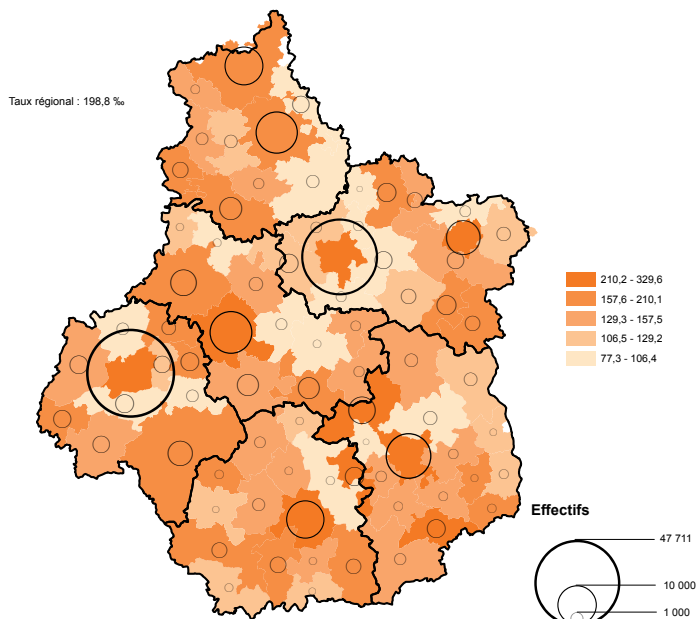 Taux régional : 198,8 ‰
210,2 - 329,6
157,6 - 210,1
129,3 - 157,5
106,5 - 129,2
77,3 - 106,4
Effectifs
47 711
10 000
1 000